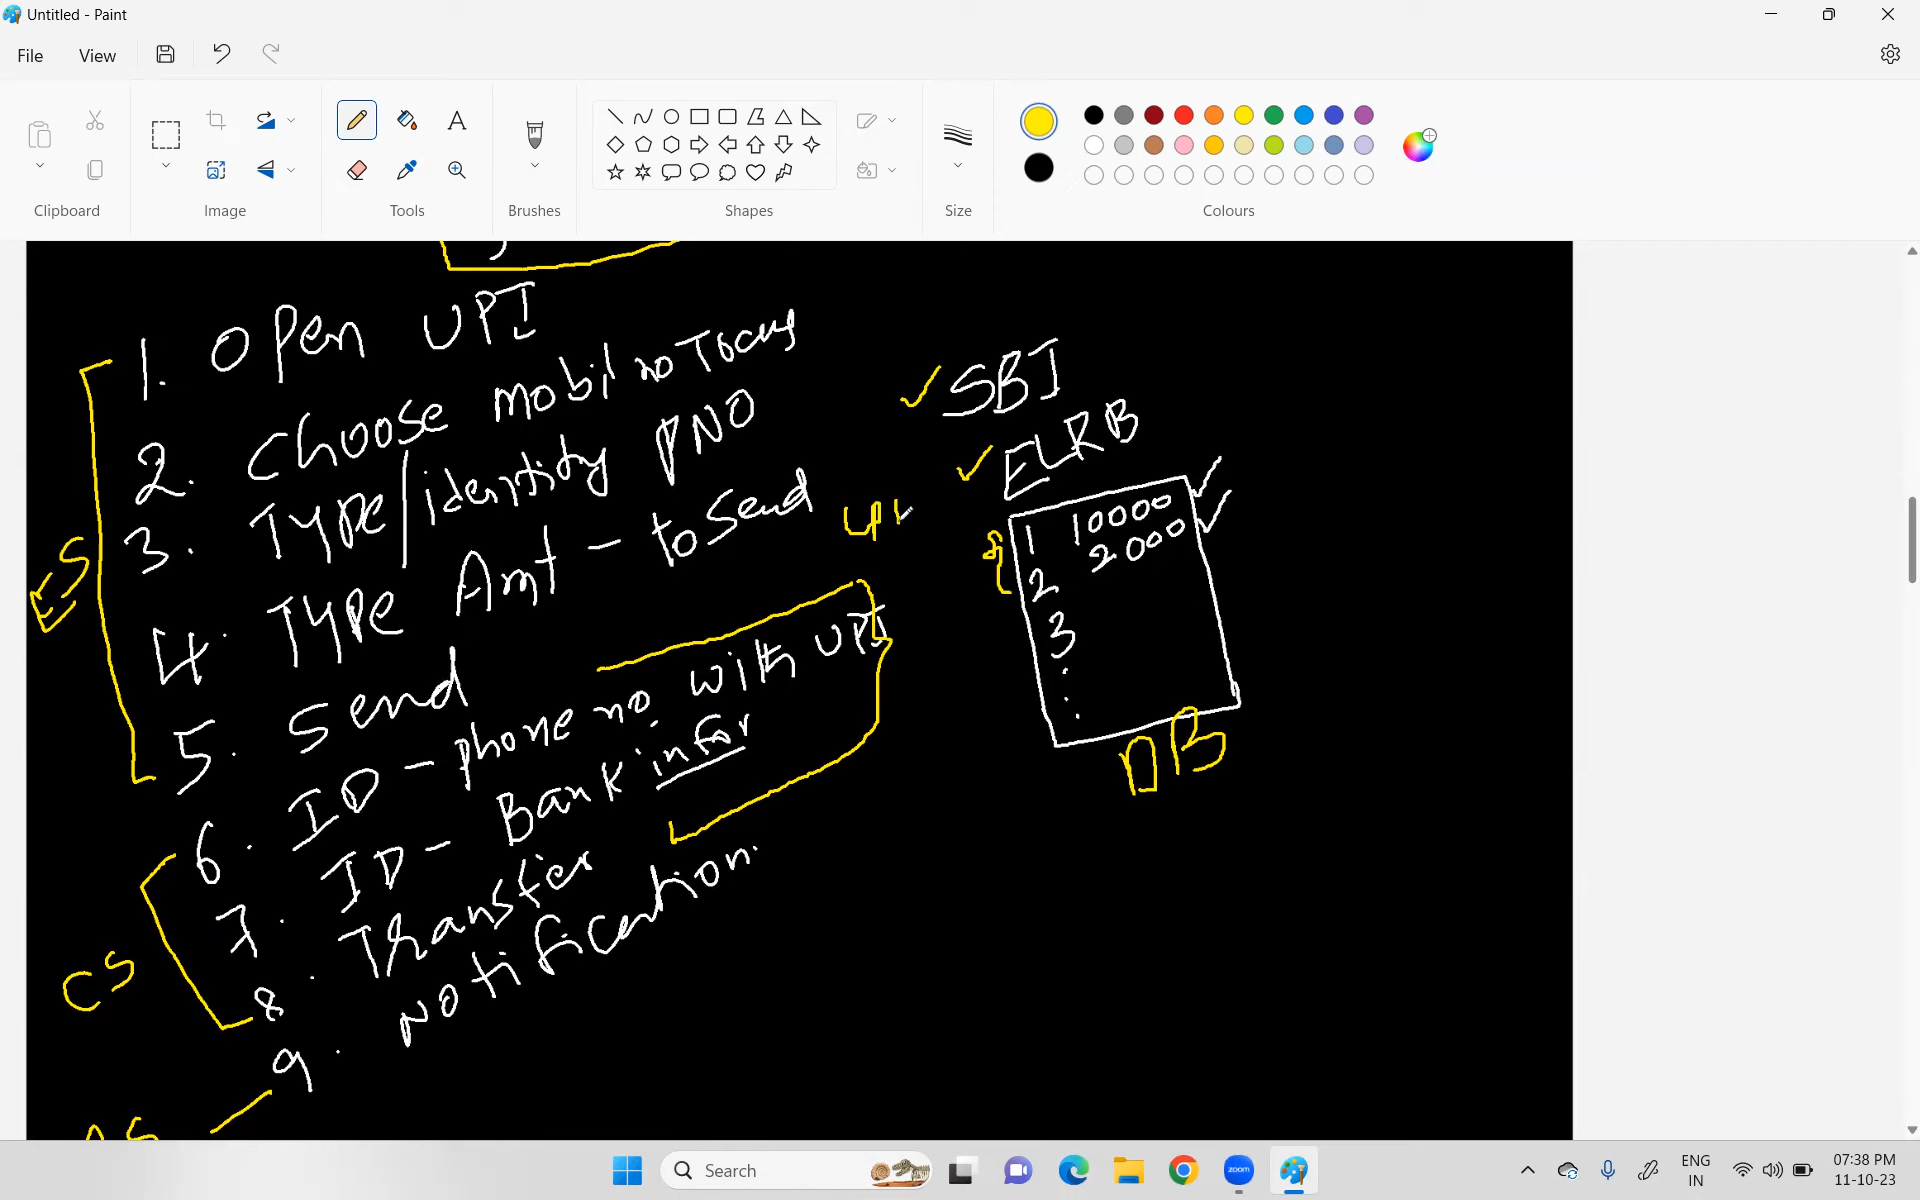 Untitled - Paint
File View
Clipboard Image Tools Brushes Shapes Size Colours
1. Open UPI
2. Choose mobil no Tocus
3. TYPE/identity PNO
4. TYPE Amt - to Send
5. Send
6. ID - phone no. with UPI
7. ID - Bank infor
8. Transfer
9. Notification.
ES
CS
SBI
ELRB
UPI
1 10000
2000
2
3
DB
Search
zoom
ENG
IN
07:38 PM
11-10-23